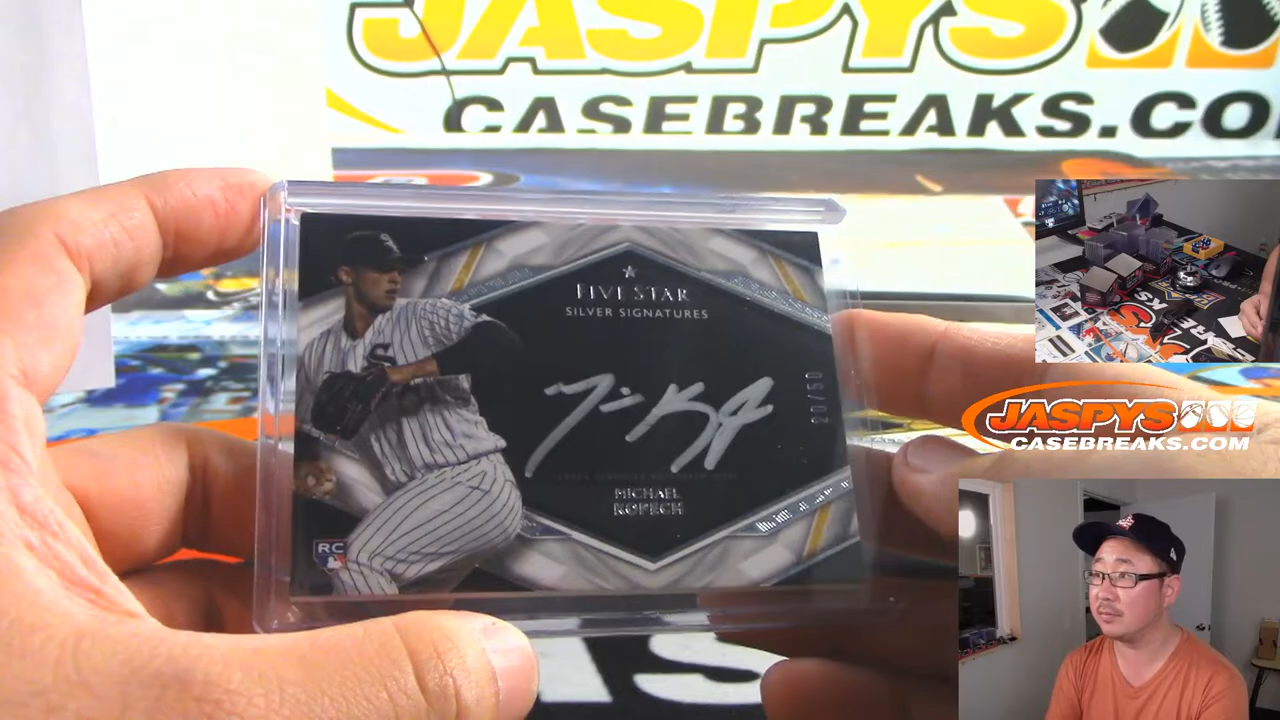 JASPYS
CASEBREAKS.CO
FIVE STAR
SILVER SIGNATURES
20/50
MICHAEL
KOPECH
RC
JASPYS
CASEBREAKS.COM